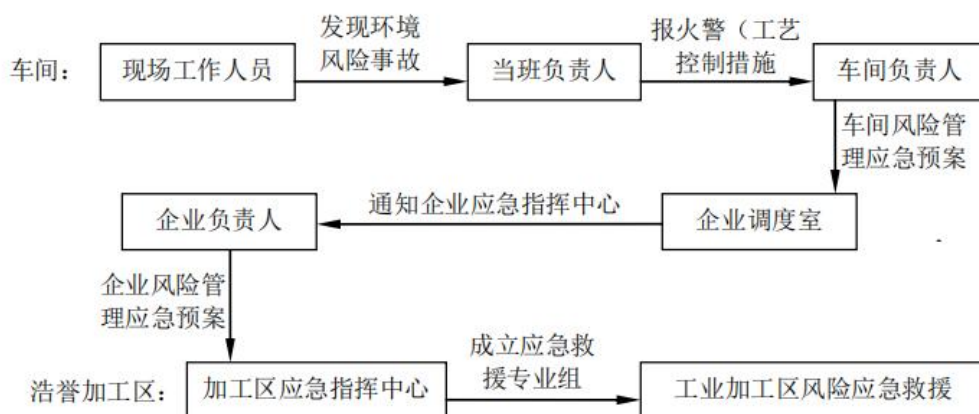 车间：
现场工作人员
发现环境
风险事故
当班负责人
报火警（工艺
控制措施
车间负责人
车间风险管
理应急预案
企业负责人
通知企业应急指挥中心
企业调度室
企业风险管
理应急预案
浩誉加工区：
加工区应急指挥中心
成立应急救
援专业组
工业加工区风险应急救援